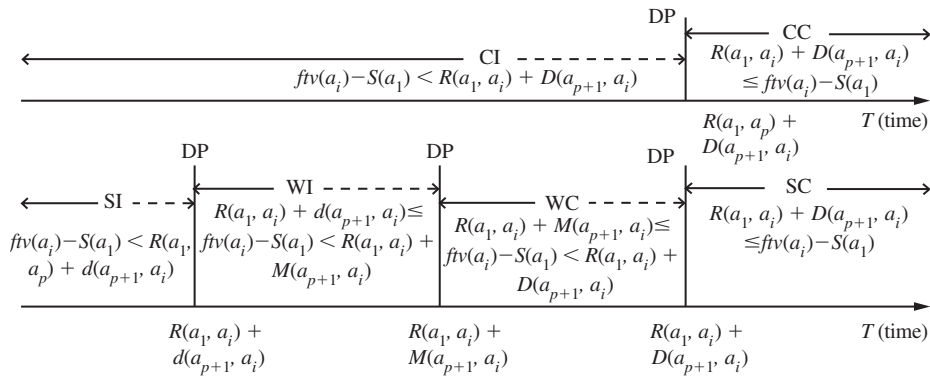 DP
CI
CC
ftv(a_i)−S(a_1) < R(a_1, a_i) + D(a_{p+1}, a_i)
R(a_1, a_i) + D(a_{p+1}, a_i)
≤ ftv(a_i)−S(a_1)
R(a_1, a_p) +
D(a_{p+1}, a_i)
T (time)
DP
DP
DP
SI
WI
WC
SC
ftv(a_i)−S(a_1) < R(a_1,
a_p) + d(a_{p+1}, a_i)
R(a_1, a_i) + d(a_{p+1}, a_i)≤
ftv(a_i)−S(a_1) < R(a_1, a_i) +
M(a_{p+1}, a_i)
R(a_1, a_i) + M(a_{p+1}, a_i)≤
ftv(a_i)−S(a_1) < R(a_1, a_i) +
D(a_{p+1}, a_i)
R(a_1, a_i) + D(a_{p+1}, a_i)
≤ftv(a_i)−S(a_1)
R(a_1, a_i) +
d(a_{p+1}, a_i)
R(a_1, a_i) +
M(a_{p+1}, a_i)
R(a_1, a_i) +
D(a_{p+1}, a_i)
T (time)